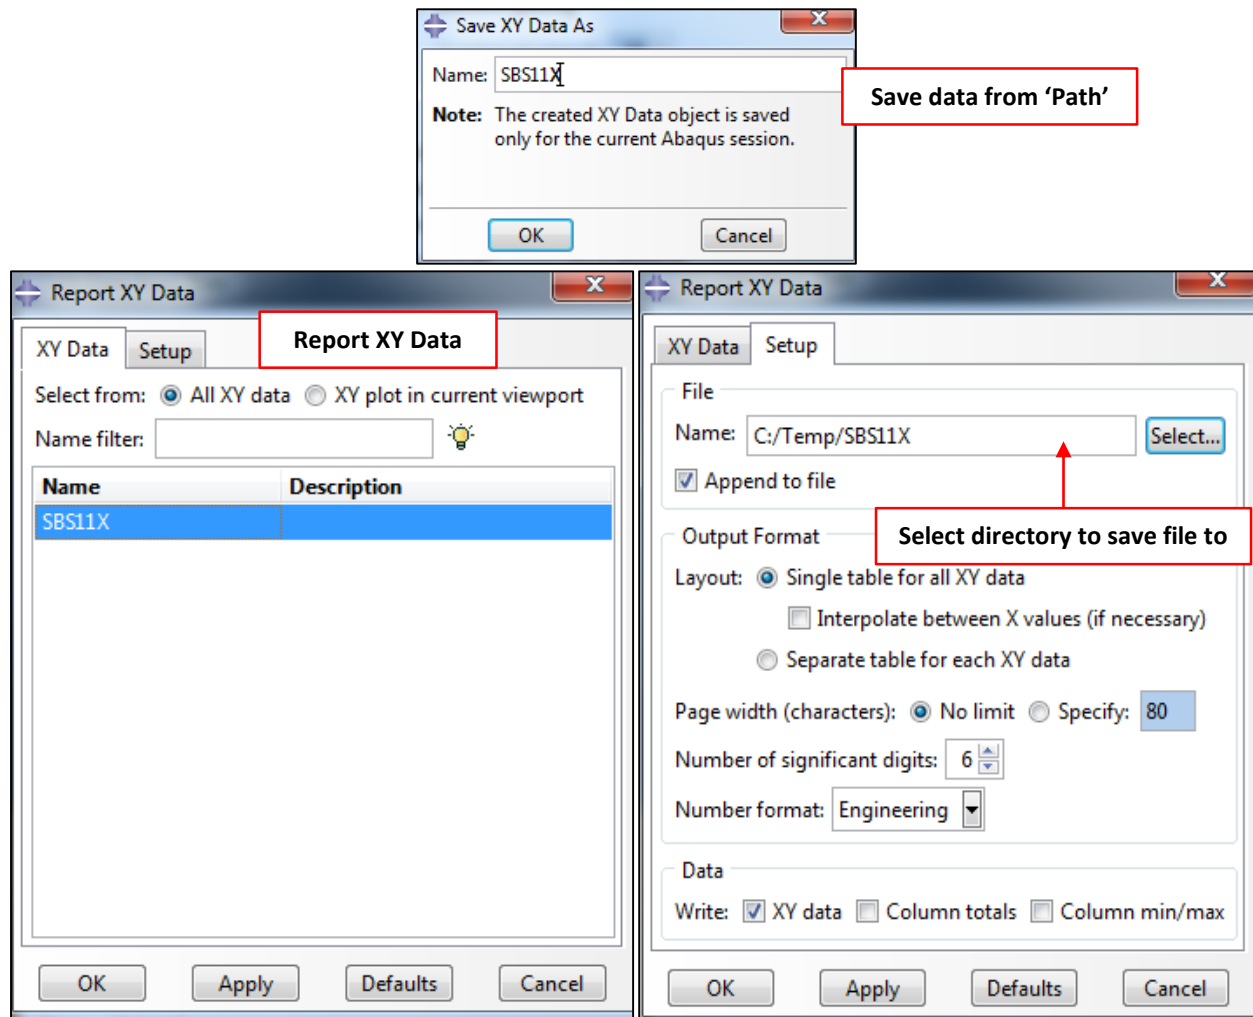 Save XY Data As
Name: SBS11X
Note: The created XY Data object is saved
only for the current Abaqus session.
OK Cancel
Save data from ‘Path’
Report XY Data
Report XY Data
XY Data Setup
Select from: All XY data XY plot in current viewport
Name filter:
Name Description
SBS11X
OK Apply Defaults Cancel
Report XY Data
XY Data Setup
File
Name: C:/Temp/SBS11X Select...
Append to file
Select directory to save file to
Output Format
Layout: Single table for all XY data
Interpolate between X values (if necessary)
Separate table for each XY data
Page width (characters): No limit Specify: 80
Number of significant digits: 6
Number format: Engineering
Data
Write: XY data Column totals Column min/max
OK Apply Defaults Cancel